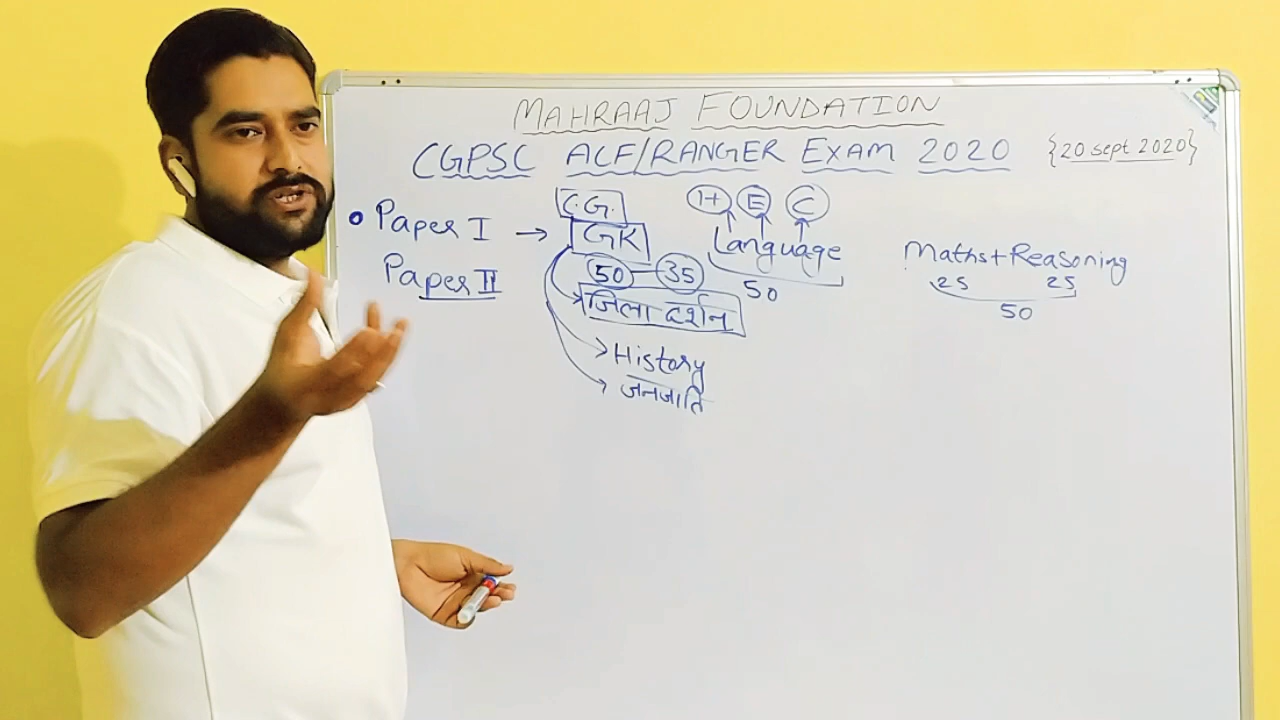 MAHRAAJ FOUNDATION
CGPSC ACF/RANGER EXAM 2020 {20 sept 2020}
• Paper I → C.G. GK
Paper II
50 — 35
जिला दर्शन
History
जनजाति
H E C
Language
50
Maths+Reasoning
25 25
50